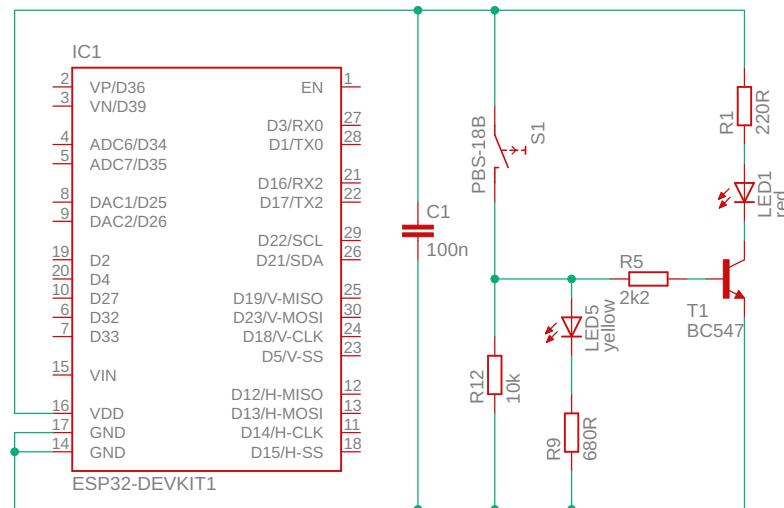 IC1
2 VP/D36 EN 1
3 VN/D39
D3/RX0 27
4 ADC6/D34 D1/TX0 28
5 ADC7/D35
D16/RX2 21
8 DAC1/D25 D17/TX2 22
9 DAC2/D26
D22/SCL 29
19 D2 D21/SDA 26
20 D4
10 D27 D19/V-MISO 25
6 D32 D23/V-MOSI 30
7 D33 D18/V-CLK 24
D5/V-SS 23
15 VIN
D12/H-MISO 12
16 VDD D13/H-MOSI 13
17 GND D14/H-CLK 11
14 GND D15/H-SS 18
ESP32-DEVKIT1
C1
100n
PBS-18B
S1
R1
220R
LED1
red
R5
2k2
T1
BC547
LED5
yellow
R12
10k
R9
680R